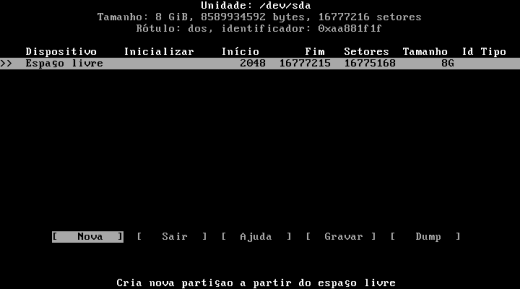 Unidade: /dev/sda
Tamanho: 8 GiB, 8589934592 bytes, 16777216 setores
Rótulo: dos, identificador: 0xaa881f1f
Dispositivo Inicializar Início Fim Setores Tamanho Id Tipo
>> Espaço livre 2048 16777215 16775168 8G
[ Nova ] [ Sair ] [ Ajuda ] [ Gravar ] [ Dump ]
Cria nova partiçao a partir do espaço livre